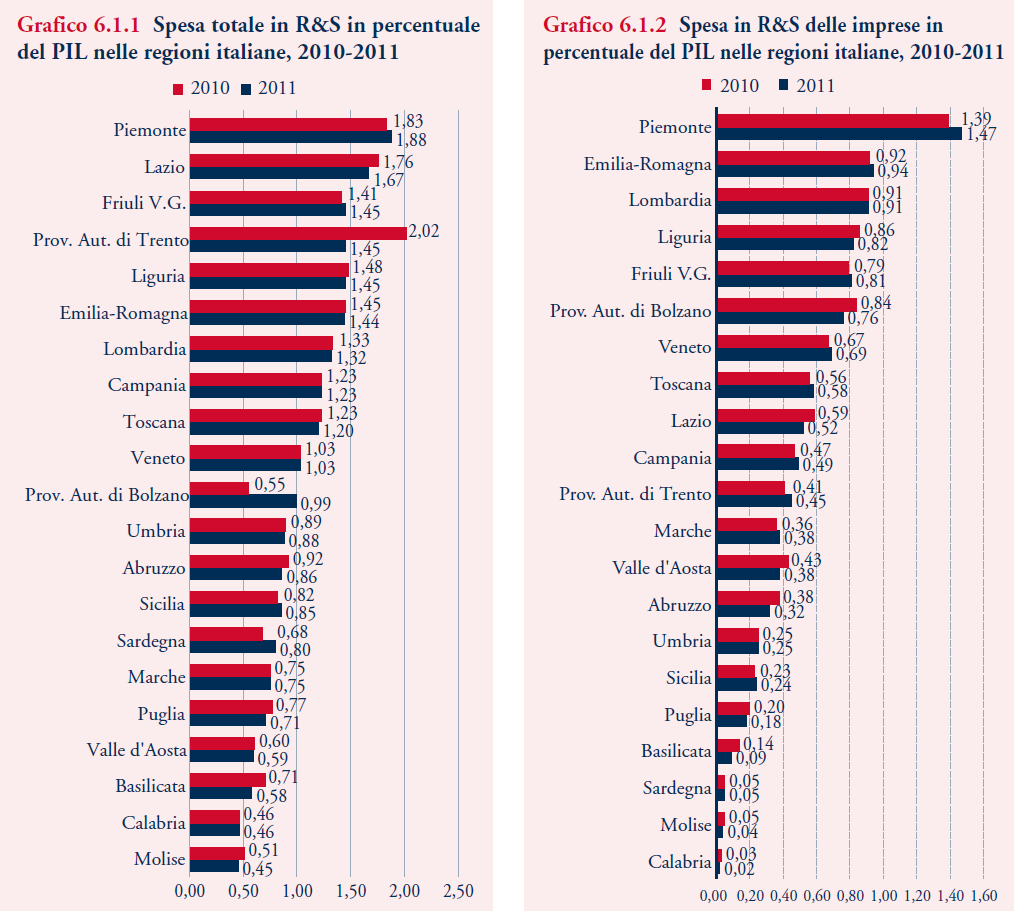 Grafico 6.1.1 Spesa totale in R&S in percentuale
del PIL nelle regioni italiane, 2010-2011
2010 2011
Piemonte 1,83
1,88
Lazio 1,76
1,67
Friuli V.G. 1,41
1,45
Prov. Aut. di Trento 2,02
1,45
Liguria 1,48
1,45
Emilia-Romagna 1,45
1,44
Lombardia 1,33
1,32
Campania 1,23
1,23
Toscana 1,23
1,20
Veneto 1,03
1,03
Prov. Aut. di Bolzano 0,55
0,99
Umbria 0,89
0,88
Abruzzo 0,92
0,86
Sicilia 0,82
0,85
Sardegna 0,68
0,80
Marche 0,75
0,75
Puglia 0,77
0,71
Valle d'Aosta 0,60
0,59
Basilicata 0,71
0,58
Calabria 0,46
0,46
Molise 0,51
0,45
0,00 0,50 1,00 1,50 2,00 2,50
Grafico 6.1.2 Spesa in R&S delle imprese in
percentuale del PIL nelle regioni italiane, 2010-2011
2010 2011
Piemonte 1,39
1,47
Emilia-Romagna 0,92
0,94
Lombardia 0,91
0,91
Liguria 0,86
0,82
Friuli V.G. 0,79
0,81
Prov. Aut. di Bolzano 0,84
0,76
Veneto 0,67
0,69
Toscana 0,56
0,58
Lazio 0,59
0,52
Campania 0,47
0,49
Prov. Aut. di Trento 0,41
0,45
Marche 0,36
0,38
Valle d'Aosta 0,43
0,38
Abruzzo 0,38
0,32
Umbria 0,25
0,25
Sicilia 0,23
0,24
Puglia 0,20
0,18
Basilicata 0,14
0,09
Sardegna 0,05
0,05
Molise 0,05
0,04
Calabria 0,03
0,02
0,00 0,20 0,40 0,60 0,80 1,00 1,20 1,40 1,60